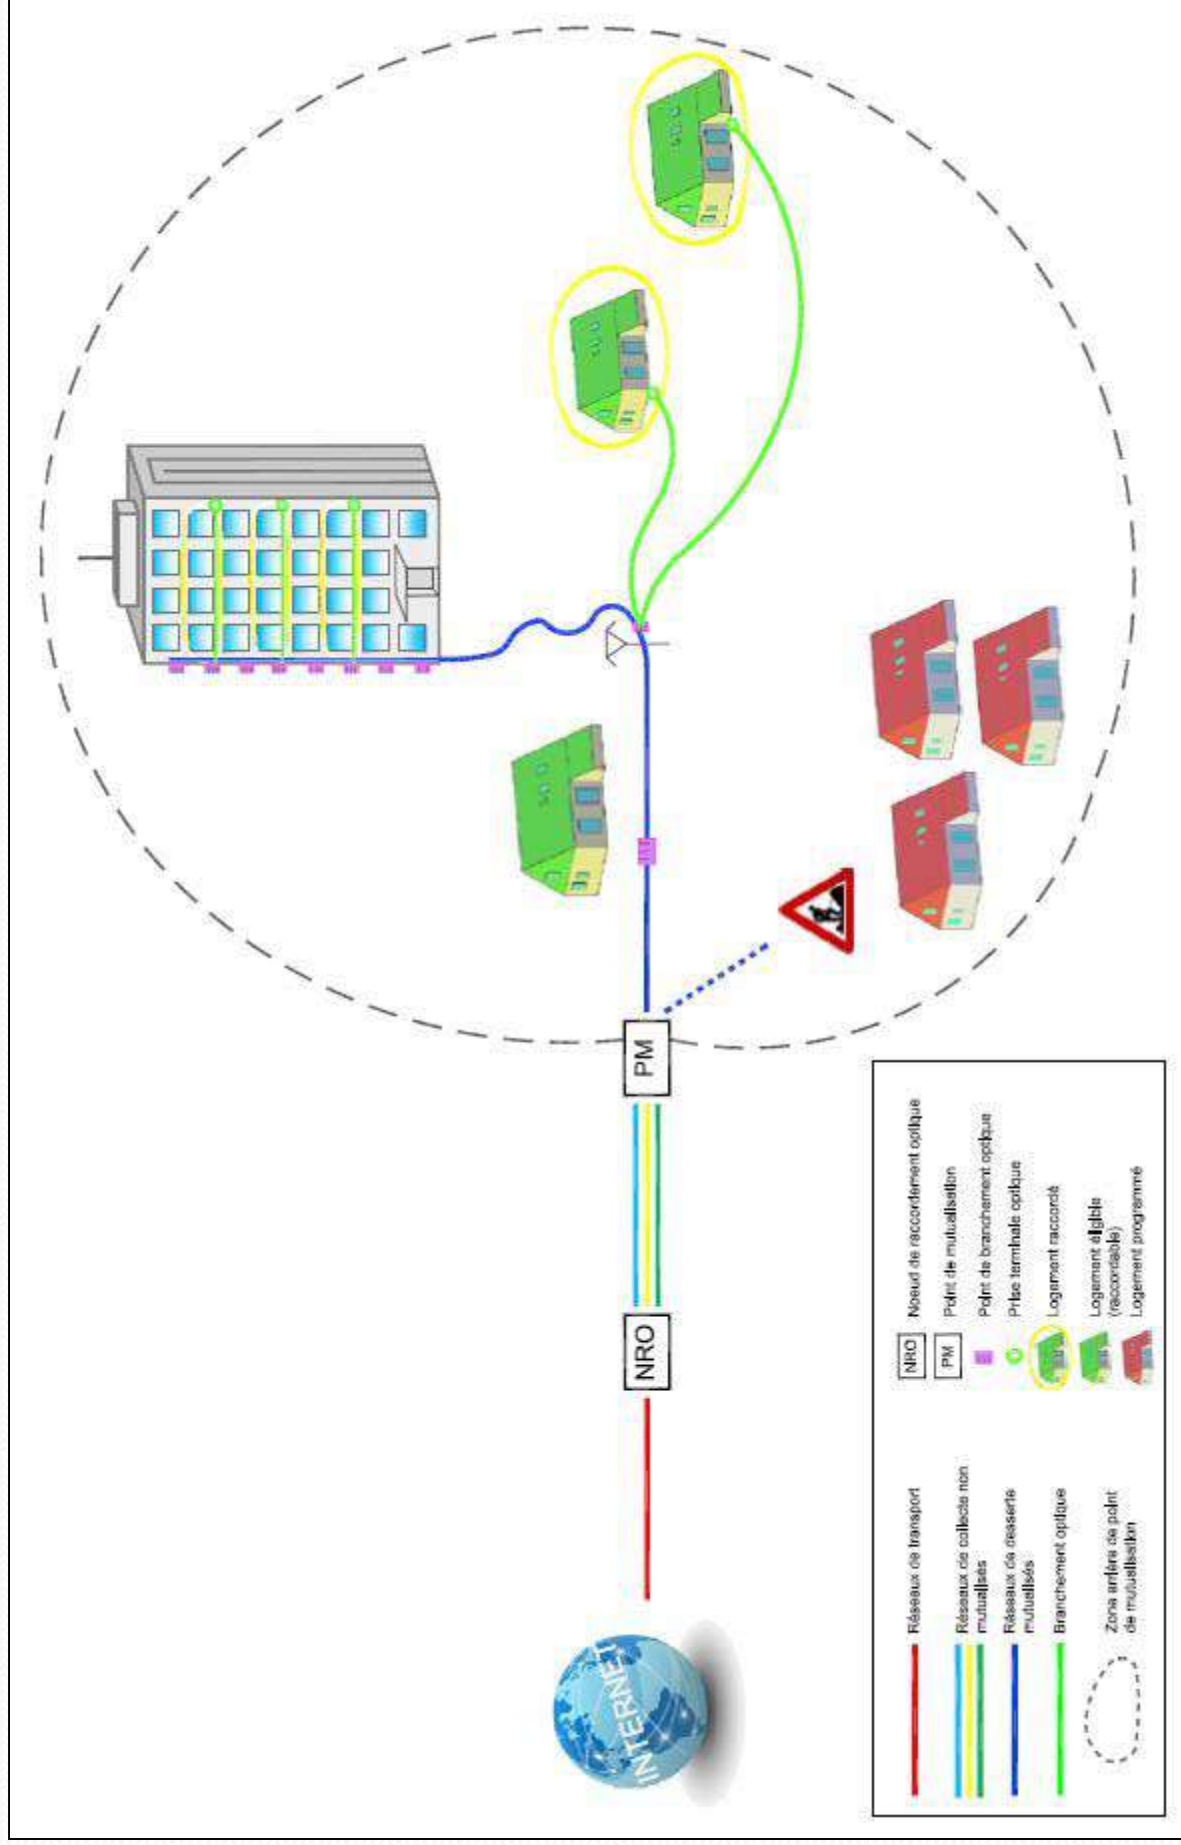 INTERNET
NRO
PM
Réseaux de transport
Réseaux de collecte non
mutualisés
Réseaux de desserte
mutualisés
Branchement optique
Zone arrière de point
de mutualisation
NRO
Noeud de raccordement optique
PM
Point de mutualisation
Point de branchement optique
Prise terminale optique
Logement raccordé
Logement éligible
(raccordable)
Logement programmé